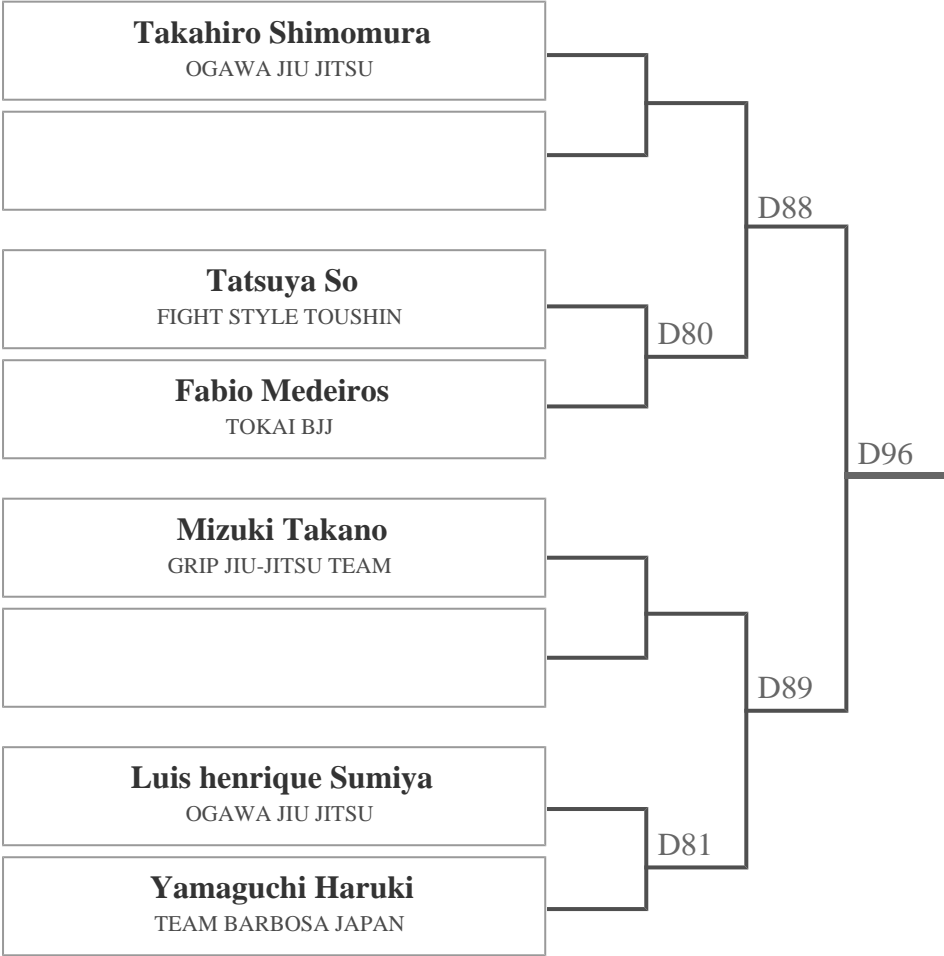 Takahiro Shimomura
OGAWA JIU JITSU
D88
Tatsuya So
FIGHT STYLE TOUSHIN
D80
Fabio Medeiros
TOKAI BJJ
D96
Mizuki Takano
GRIP JIU-JITSU TEAM
D89
Luis henrique Sumiya
OGAWA JIU JITSU
D81
Yamaguchi Haruki
TEAM BARBOSA JAPAN